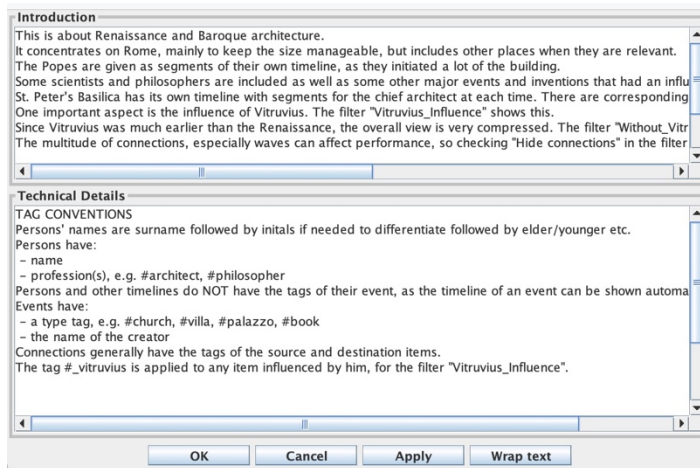 Introduction
This is about Renaissance and Baroque architecture.
It concentrates on Rome, mainly to keep the size manageable, but includes other places when they are relevant.
The Popes are given as segments of their own timeline, as they initiated a lot of the building.
Some scientists and philosophers are included as well as some other major events and inventions that had an influ
St. Peter's Basilica has its own timeline with segments for the chief architect at each time. There are corresponding
One important aspect is the influence of Vitruvius. The filter "Vitruvius_Influence" shows this.
Since Vitruvius was much earlier than the Renaissance, the overall view is very compressed. The filter "Without_Vitr
The multitude of connections, especially waves can affect performance, so checking "Hide connections" in the filter
Technical Details
TAG CONVENTIONS
Persons' names are surname followed by initals if needed to differentiate followed by elder/younger etc.
Persons have:
– name
– profession(s), e.g. #architect, #philosopher
Persons and other timelines do NOT have the tags of their event, as the timeline of an event can be shown automa
Events have:
– a type tag, e.g. #church, #villa, #palazzo, #book
– the name of the creator
Connections generally have the tags of the source and destination items.
The tag #_vitruvius is applied to any item influenced by him, for the filter "Vitruvius_Influence".
OK Cancel Apply Wrap text